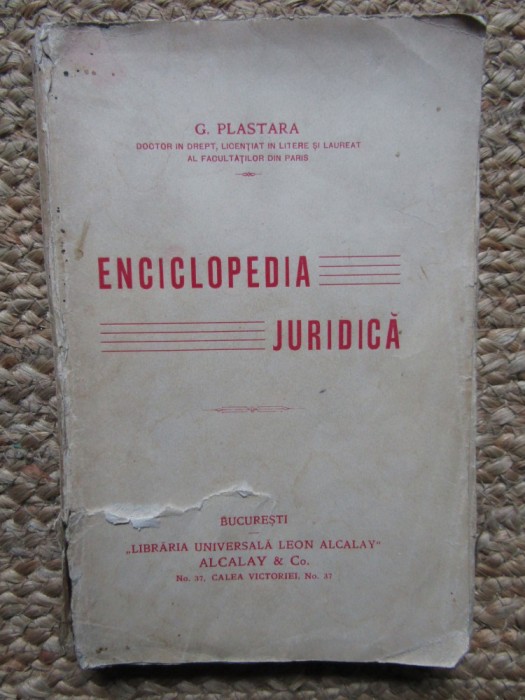 G. PLASTARA
DOCTOR IN DREPT, LICENȚIAT IN LITERE ȘI LAUREAT
AL FACULTĂȚILOR DIN PARIS
ENCICLOPEDIA
JURIDICĂ
BUCUREȘTI
„LIBRĂRIA UNIVERSALĂ LEON ALCALAY"
ALCALAY & Co.
No. 37, CALEA VICTORIEI, No. 37